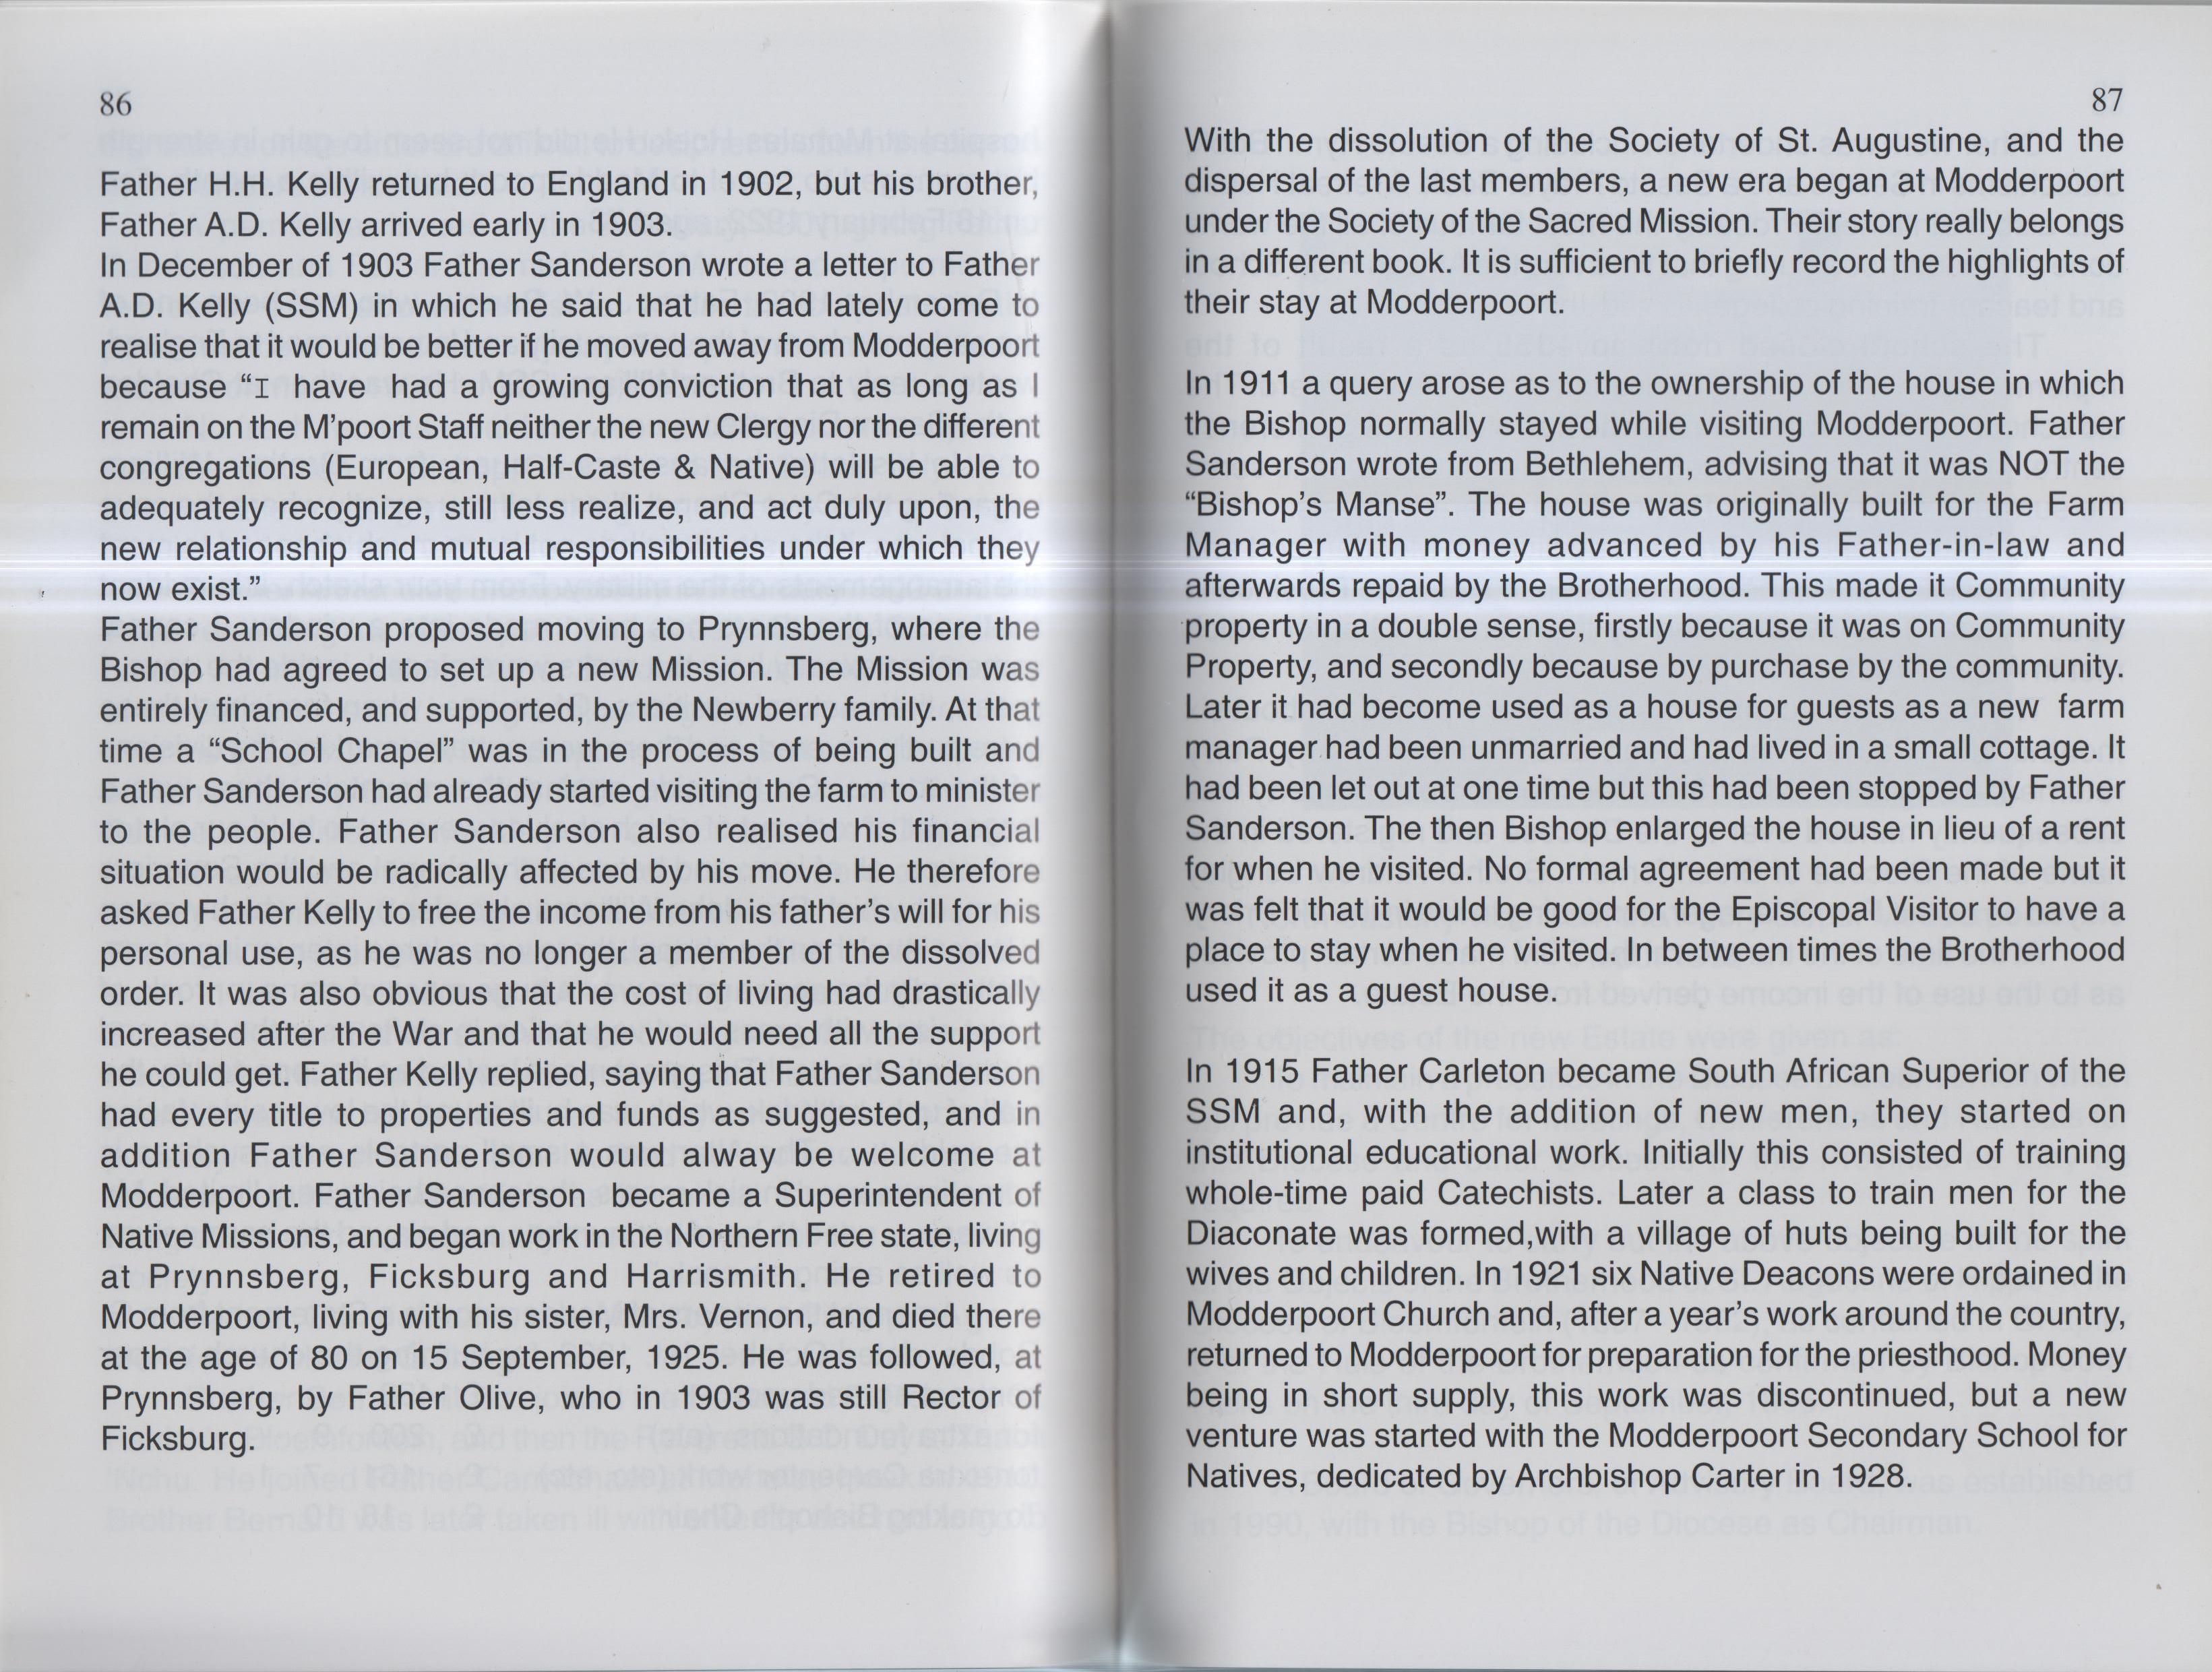 86
Father H.H. Kelly returned to England in 1902, but his brother,
Father A.D. Kelly arrived early in 1903.
In December of 1903 Father Sanderson wrote a letter to Father
A.D. Kelly (SSM) in which he said that he had lately come to
realise that it would be better if he moved away from Modderpoort
because “I have had a growing conviction that as long as I
remain on the M’poort Staff neither the new Clergy nor the different
congregations (European, Half-Caste & Native) will be able to
adequately recognize, still less realize, and act duly upon, the
new relationship and mutual responsibilities under which they
now exist.”
Father Sanderson proposed moving to Prynnsberg, where the
Bishop had agreed to set up a new Mission. The Mission was
entirely financed, and supported, by the Newberry family. At that
time a “School Chapel” was in the process of being built and
Father Sanderson had already started visiting the farm to minister
to the people. Father Sanderson also realised his financial
situation would be radically affected by his move. He therefore
asked Father Kelly to free the income from his father’s will for his
personal use, as he was no longer a member of the dissolved
order. It was also obvious that the cost of living had drastically
increased after the War and that he would need all the support
he could get. Father Kelly replied, saying that Father Sanderson
had every title to properties and funds as suggested, and in
addition Father Sanderson would alway be welcome at
Modderpoort. Father Sanderson became a Superintendent of
Native Missions, and began work in the Northern Free state, living
at Prynnsberg, Ficksburg and Harrismith. He retired to
Modderpoort, living with his sister, Mrs. Vernon, and died there
at the age of 80 on 15 September, 1925. He was followed, at
Prynnsberg, by Father Olive, who in 1903 was still Rector of
Ficksburg.
87
With the dissolution of the Society of St. Augustine, and the
dispersal of the last members, a new era began at Modderpoort
under the Society of the Sacred Mission. Their story really belongs
in a different book. It is sufficient to briefly record the highlights of
their stay at Modderpoort.
In 1911 a query arose as to the ownership of the house in which
the Bishop normally stayed while visiting Modderpoort. Father
Sanderson wrote from Bethlehem, advising that it was NOT the
“Bishop’s Manse”. The house was originally built for the Farm
Manager with money advanced by his Father-in-law and
afterwards repaid by the Brotherhood. This made it Community
property in a double sense, firstly because it was on Community
Property, and secondly because by purchase by the community.
Later it had become used as a house for guests as a new farm
manager had been unmarried and had lived in a small cottage. It
had been let out at one time but this had been stopped by Father
Sanderson. The then Bishop enlarged the house in lieu of a rent
for when he visited. No formal agreement had been made but it
was felt that it would be good for the Episcopal Visitor to have a
place to stay when he visited. In between times the Brotherhood
used it as a guest house.
In 1915 Father Carleton became South African Superior of the
SSM and, with the addition of new men, they started on
institutional educational work. Initially this consisted of training
whole-time paid Catechists. Later a class to train men for the
Diaconate was formed,with a village of huts being built for the
wives and children. In 1921 six Native Deacons were ordained in
Modderpoort Church and, after a year’s work around the country,
returned to Modderpoort for preparation for the priesthood. Money
being in short supply, this work was discontinued, but a new
venture was started with the Modderpoort Secondary School for
Natives, dedicated by Archbishop Carter in 1928.